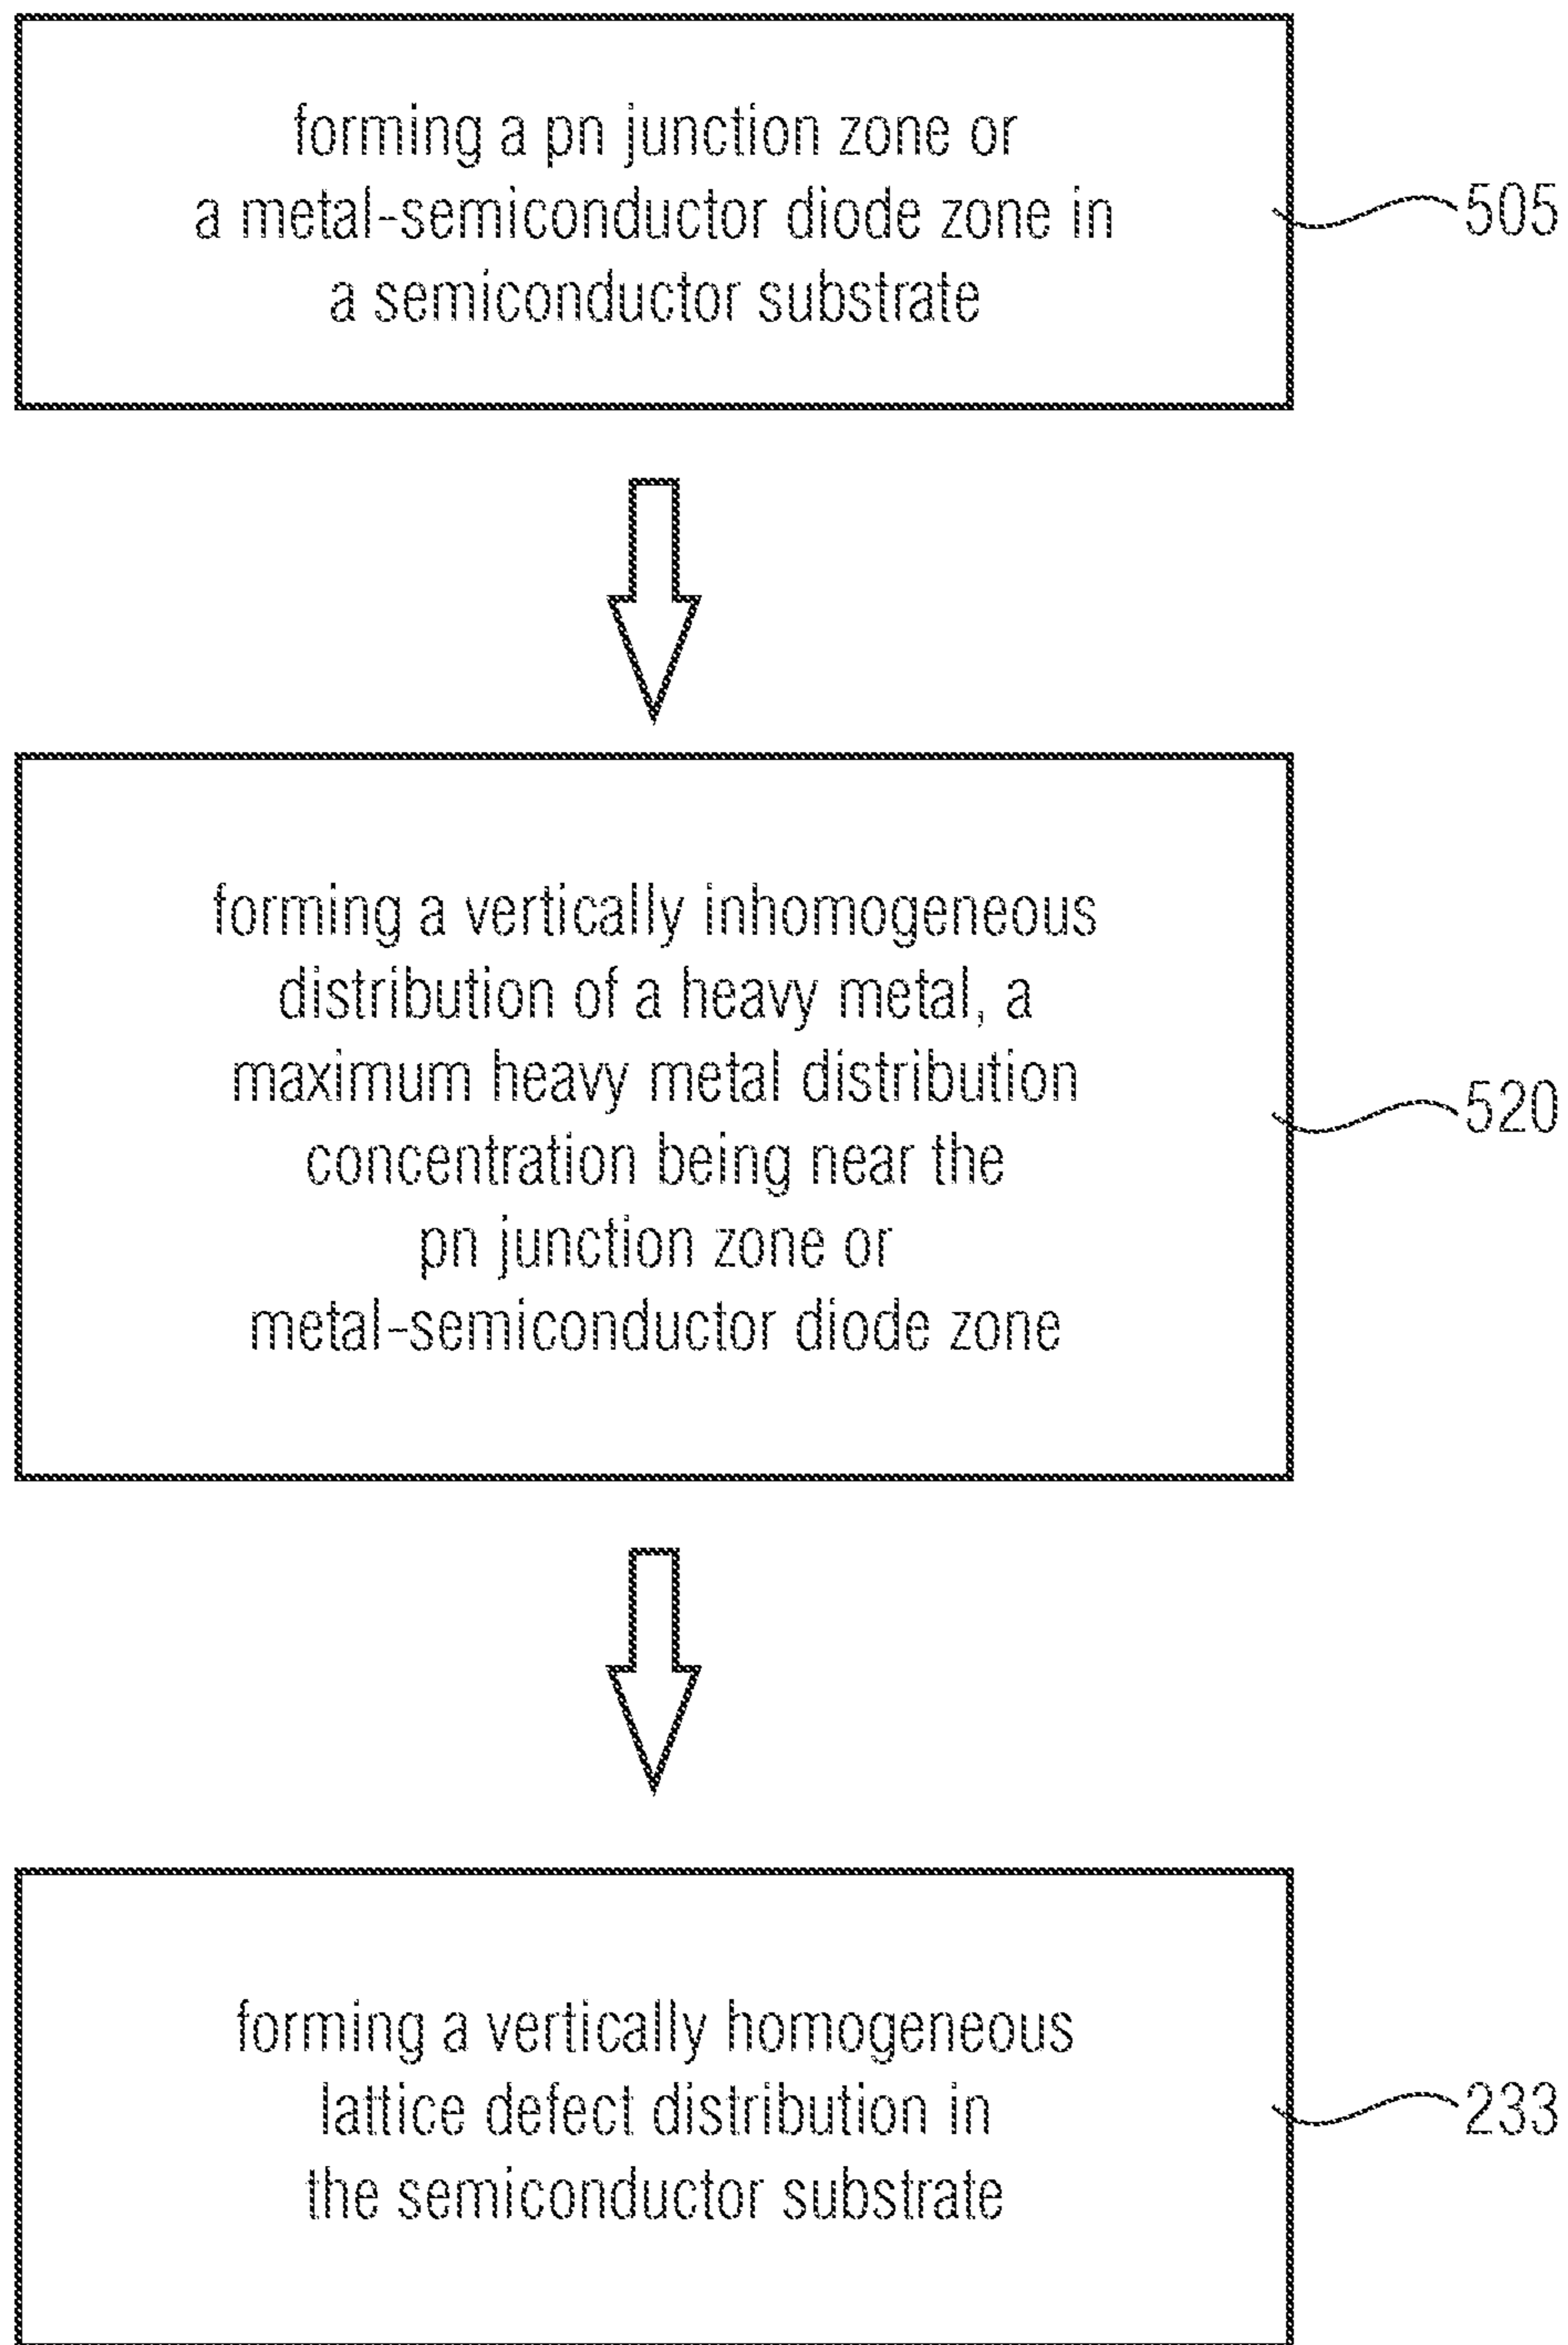 forming a pn junction zone or
a metal-semiconductor diode zone in
a semiconductor substrate
505
forming a vertically inhomogeneous
distribution of a heavy metal, a
maximum heavy metal distribution
concentration being near the
pn junction zone or
metal-semiconductor diode zone
520
forming a vertically homogeneous
lattice defect distribution in
the semiconductor substrate
233